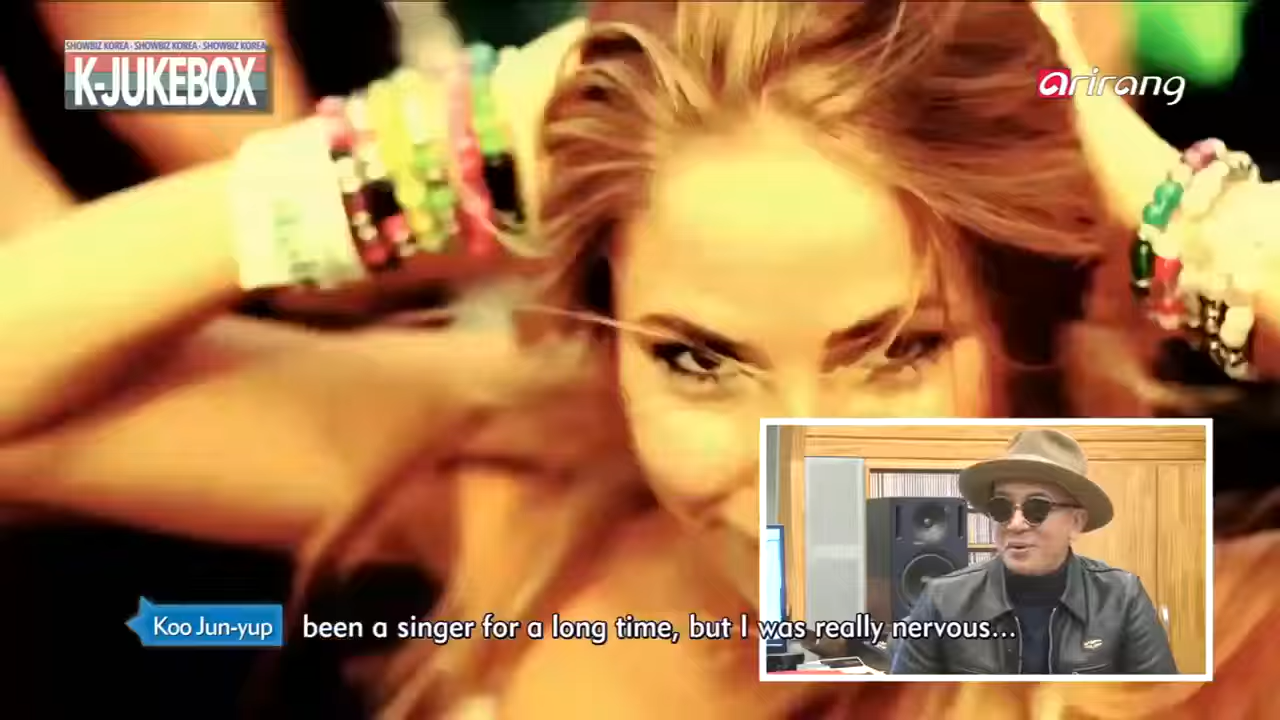 SHOWBIZ KOREA • SHOWBIZ KOREA • SHOWBIZ KOREA
K-JUKEBOX
arirang
Koo Jun-yup been a singer for a long time, but I was really nervous...